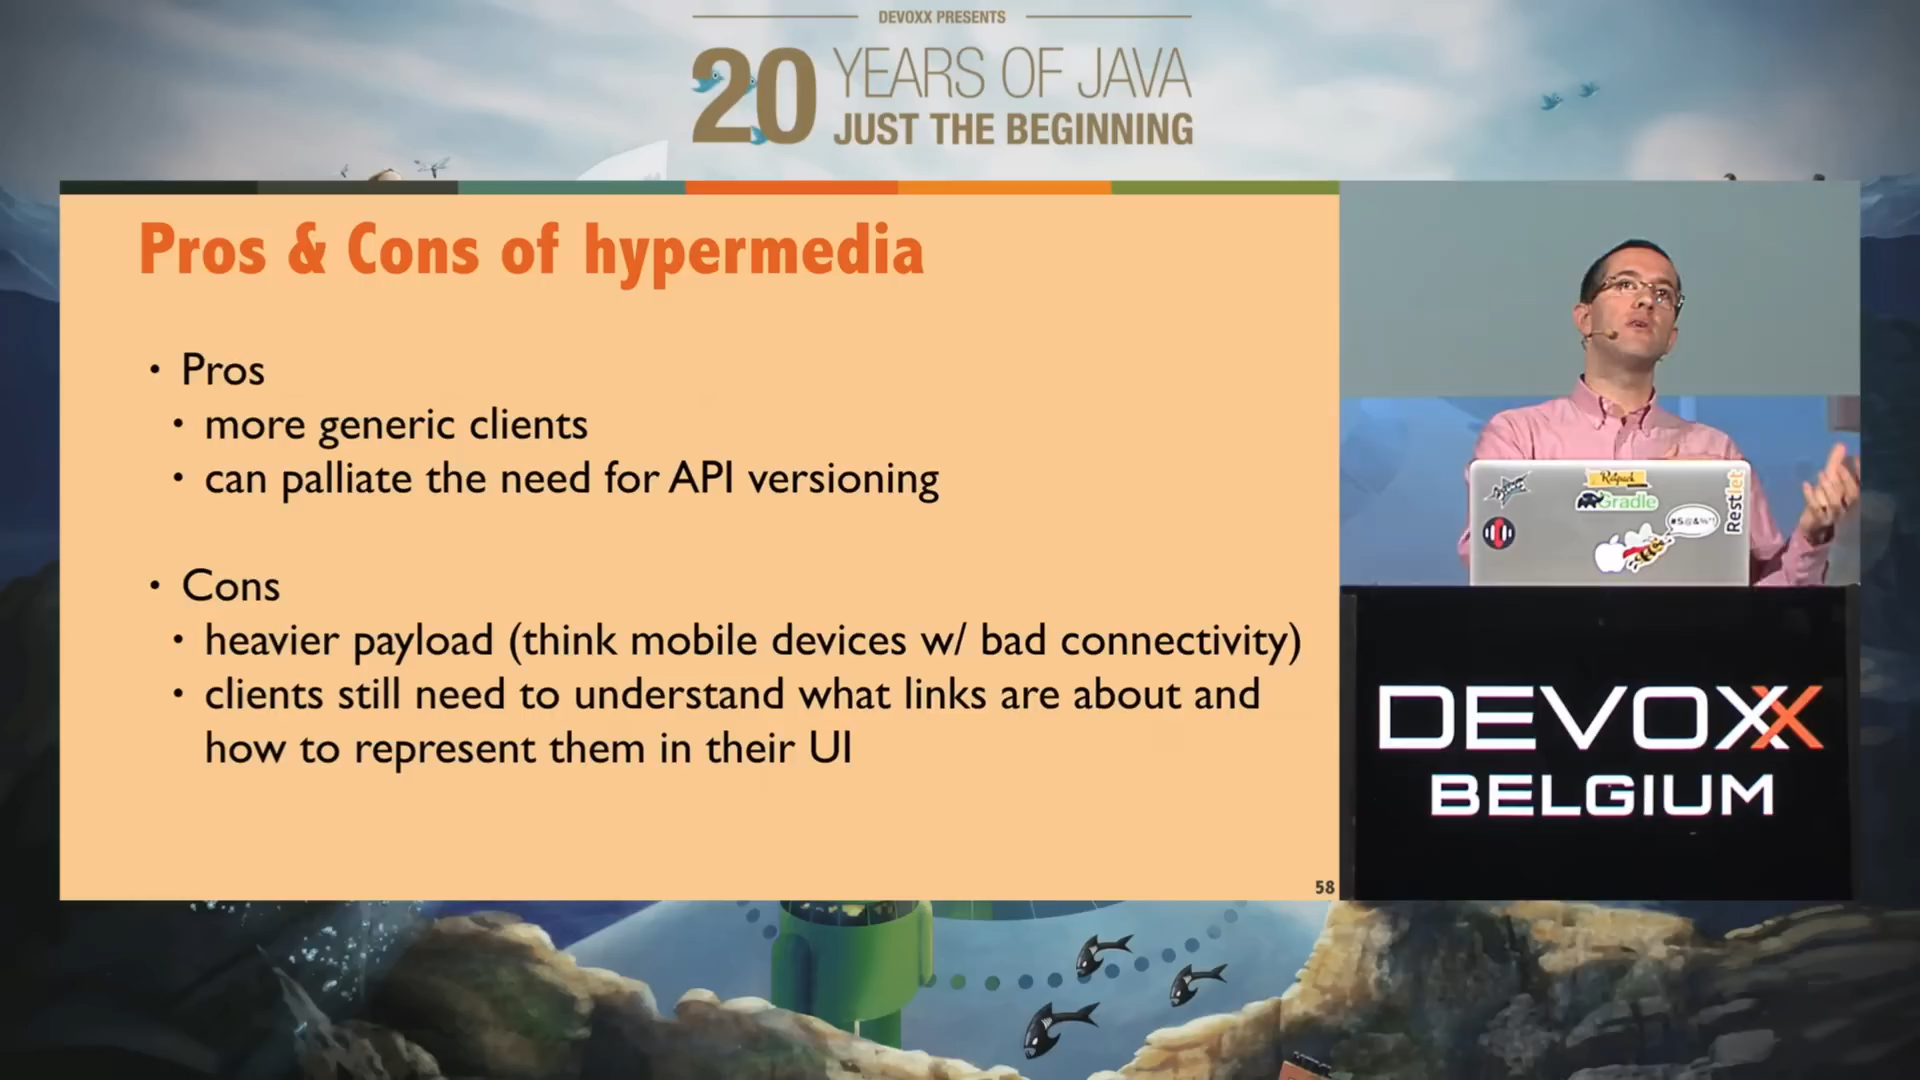 DEVOXX PRESENTS
20 YEARS OF JAVA
JUST THE BEGINNING
Pros & Cons of hypermedia
• Pros
• more generic clients
• can palliate the need for API versioning
• Cons
• heavier payload (think mobile devices w/ bad connectivity)
• clients still need to understand what links are about and
how to represent them in their UI
58
Ratpack
Gradle
Restlet
#$@&%*!
DEVOXX
BELGIUM